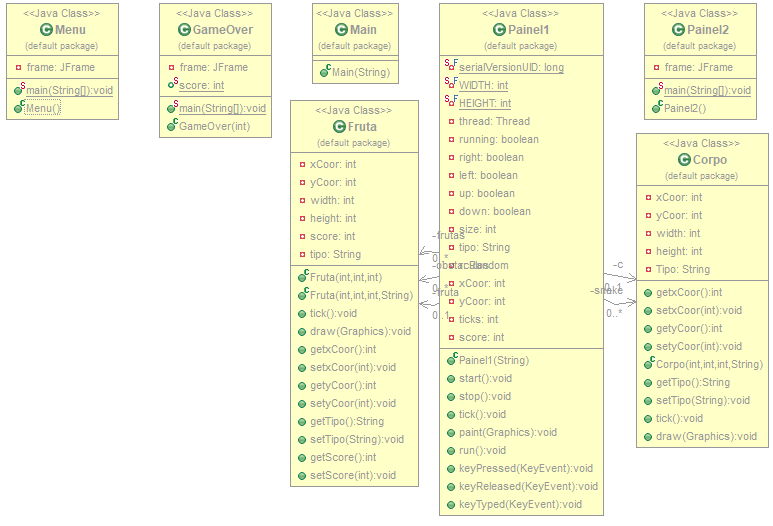 <<Java Class>>
Menu
(default package)
frame: JFrame
main(String[]):void
Menu()
<<Java Class>>
GameOver
(default package)
frame: JFrame
score: int
main(String[]):void
GameOver(int)
<<Java Class>>
Main
(default package)
Main(String)
<<Java Class>>
Fruta
(default package)
xCoor: int
yCoor: int
width: int
height: int
score: int
tipo: String
Fruta(int,int,int)
Fruta(int,int,int,String)
tick():void
draw(Graphics):void
getxCoor():int
setxCoor(int):void
getyCoor():int
setyCoor(int):void
getTipo():String
setTipo(String):void
getScore():int
setScore(int):void
<<Java Class>>
Painel1
(default package)
serialVersionUID: long
WIDTH: int
HEIGHT: int
thread: Thread
running: boolean
right: boolean
left: boolean
up: boolean
down: boolean
size: int
tipo: String
r: Random
xCoor: int
yCoor: int
ticks: int
score: int
Painel1(String)
start():void
stop():void
tick():void
paint(Graphics):void
run():void
keyPressed(KeyEvent):void
keyReleased(KeyEvent):void
keyTyped(KeyEvent):void
-frutas
0..*
-obstaculos
0..*
-fruta
0..1
-c
0..1
-snake
0..*
<<Java Class>>
Painel2
(default package)
frame: JFrame
main(String[]):void
Painel2()
<<Java Class>>
Corpo
(default package)
xCoor: int
yCoor: int
width: int
height: int
Tipo: String
getxCoor():int
setxCoor(int):void
getyCoor():int
setyCoor(int):void
Corpo(int,int,int,String)
getTipo():String
setTipo(String):void
tick():void
draw(Graphics):void